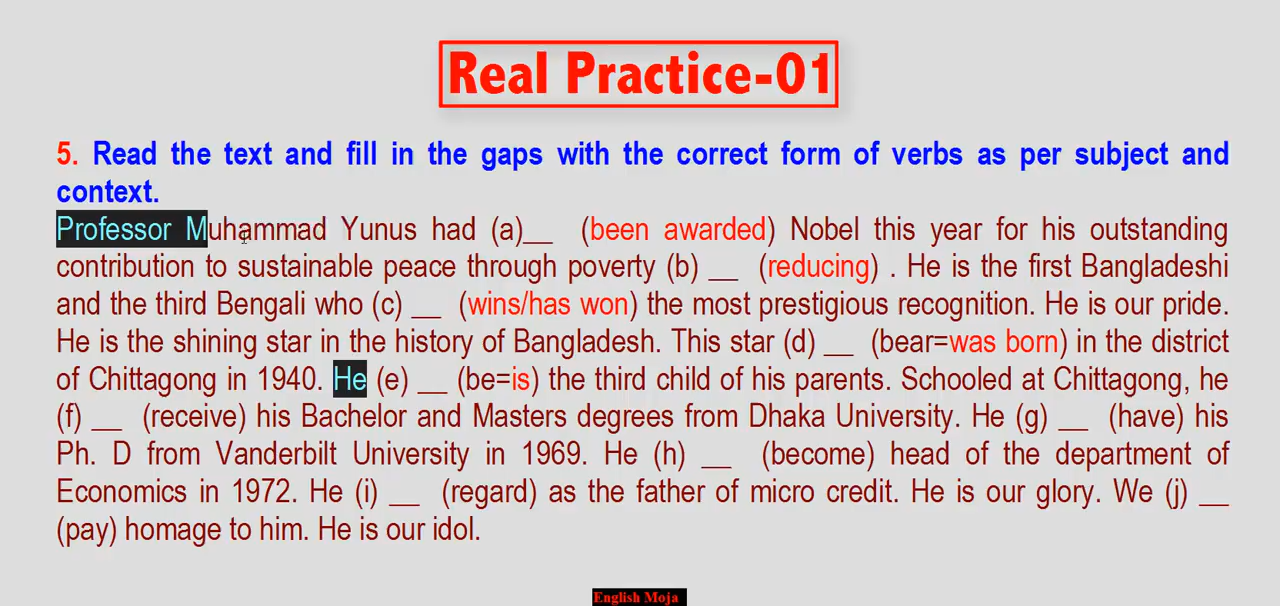 Real Practice-01
5. Read the text and fill in the gaps with the correct form of verbs as per subject and
context.
Professor Muhammad Yunus had (a)__ (been awarded) Nobel this year for his outstanding
contribution to sustainable peace through poverty (b) __ (reducing) . He is the first Bangladeshi
and the third Bengali who (c) __ (wins/has won) the most prestigious recognition. He is our pride.
He is the shining star in the history of Bangladesh. This star (d) __ (bear=was born) in the district
of Chittagong in 1940. He (e) __ (be=is) the third child of his parents. Schooled at Chittagong, he
(f) __ (receive) his Bachelor and Masters degrees from Dhaka University. He (g) __ (have) his
Ph. D from Vanderbilt University in 1969. He (h) __ (become) head of the department of
Economics in 1972. He (i) __ (regard) as the father of micro credit. He is our glory. We (j) __
(pay) homage to him. He is our idol.
English Moja